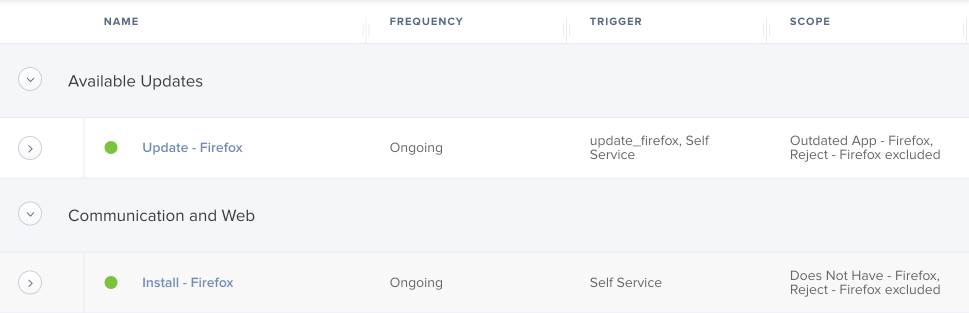 NAME FREQUENCY TRIGGER SCOPE
Available Updates
Update - Firefox Ongoing update_firefox, Self Service Outdated App - Firefox, Reject - Firefox excluded
Communication and Web
Install - Firefox Ongoing Self Service Does Not Have - Firefox, Reject - Firefox excluded